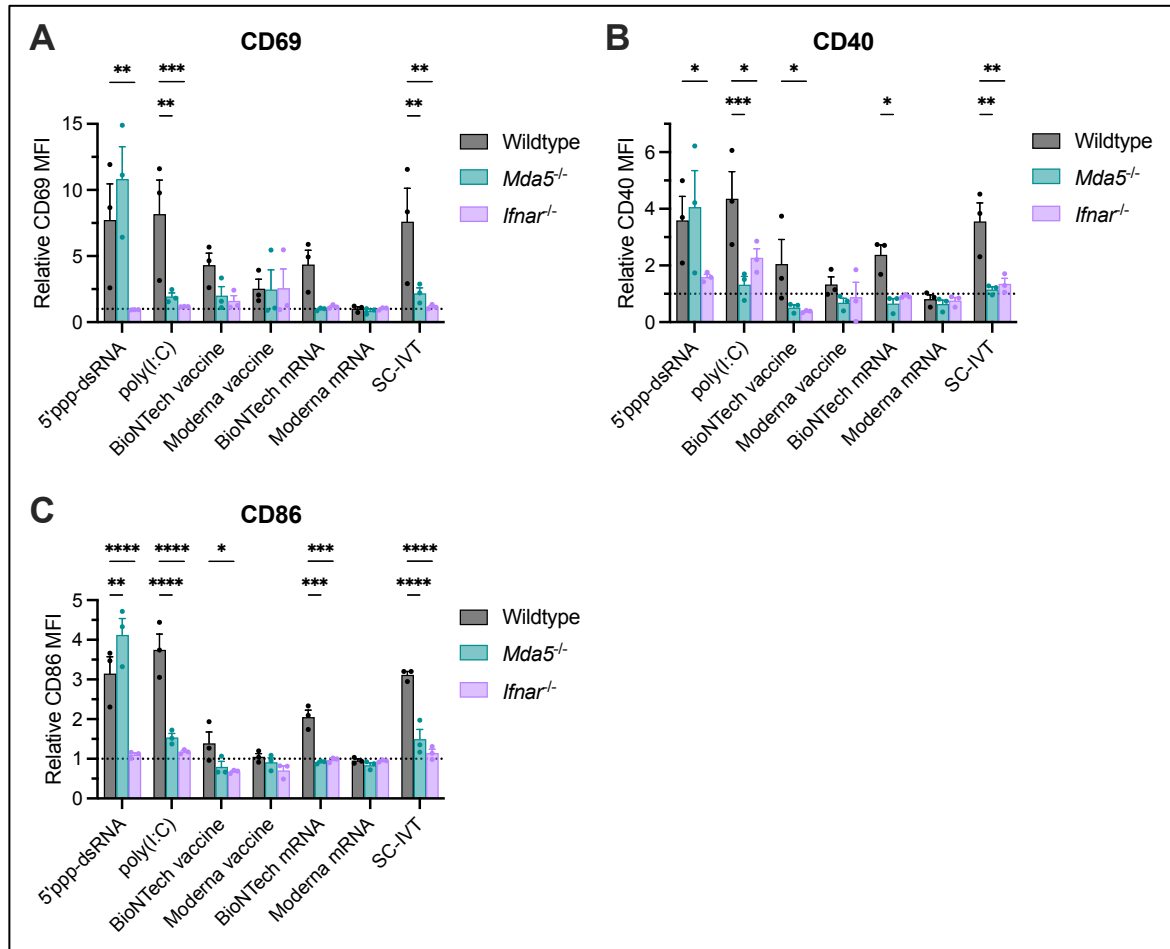 A
CD69
** *** **
** **
Relative CD69 MFI
15
10
5
0
Wildtype
Mda5-/-
Ifnar-/-
5'ppp-dsRNA
poly(I:C)
BioNTech vaccine
Moderna vaccine
BioNTech mRNA
Moderna mRNA
SC-IVT
B
CD40
* * * **
*** * **
Relative CD40 MFI
6
4
2
0
Wildtype
Mda5-/-
Ifnar-/-
5'ppp-dsRNA
poly(I:C)
BioNTech vaccine
Moderna vaccine
BioNTech mRNA
Moderna mRNA
SC-IVT
C
CD86
**** **** * *** ****
** **** *** ****
Relative CD86 MFI
5
4
3
2
1
0
Wildtype
Mda5-/-
Ifnar-/-
5'ppp-dsRNA
poly(I:C)
BioNTech vaccine
Moderna vaccine
BioNTech mRNA
Moderna mRNA
SC-IVT